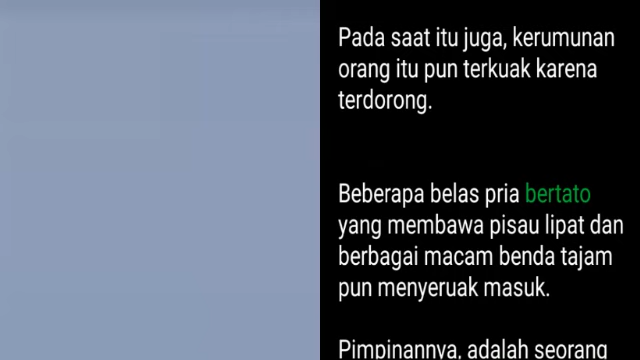 Pada saat itu juga, kerumunan
orang itu pun terkuak karena
terdorong.
Beberapa belas pria bertato
yang membawa pisau lipat dan
berbagai macam benda tajam
pun menyeruak masuk.
Pimpinannya, adalah seorang